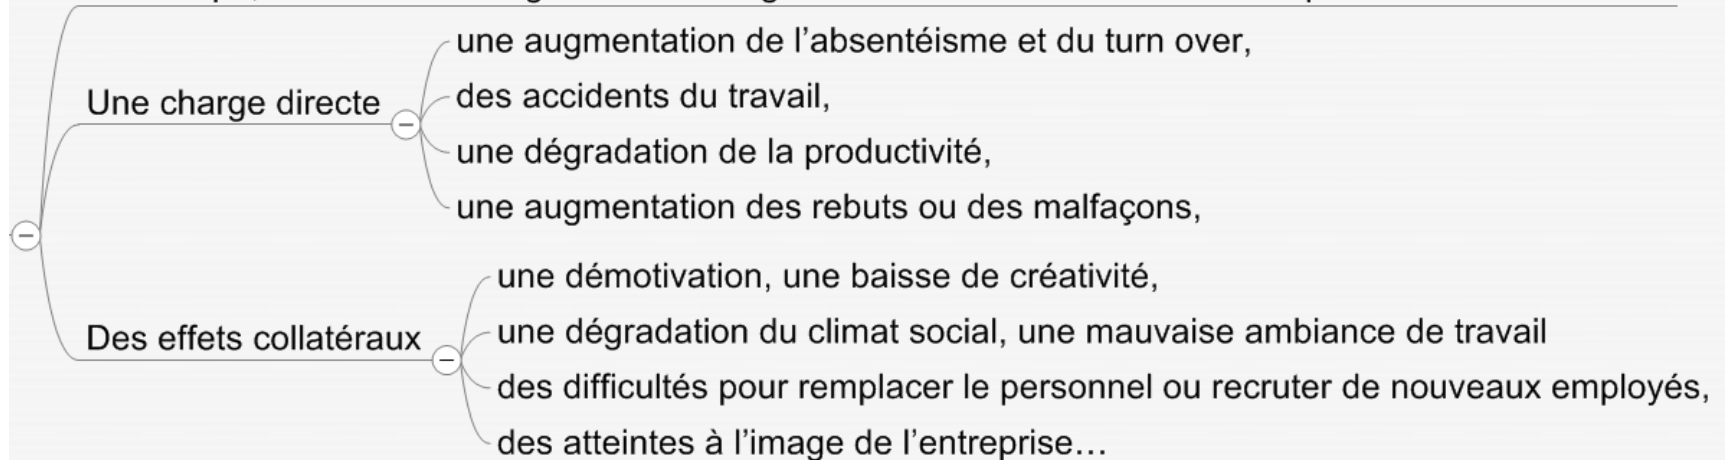 une augmentation de l’absentéisme et du turn over,
Une charge directe
des accidents du travail,
une dégradation de la productivité,
une augmentation des rebuts ou des malfaçons,
une démotivation, une baisse de créativité,
Des effets collatéraux
une dégradation du climat social, une mauvaise ambiance de travail
des difficultés pour remplacer le personnel ou recruter de nouveaux employés,
des atteintes à l’image de l’entreprise…